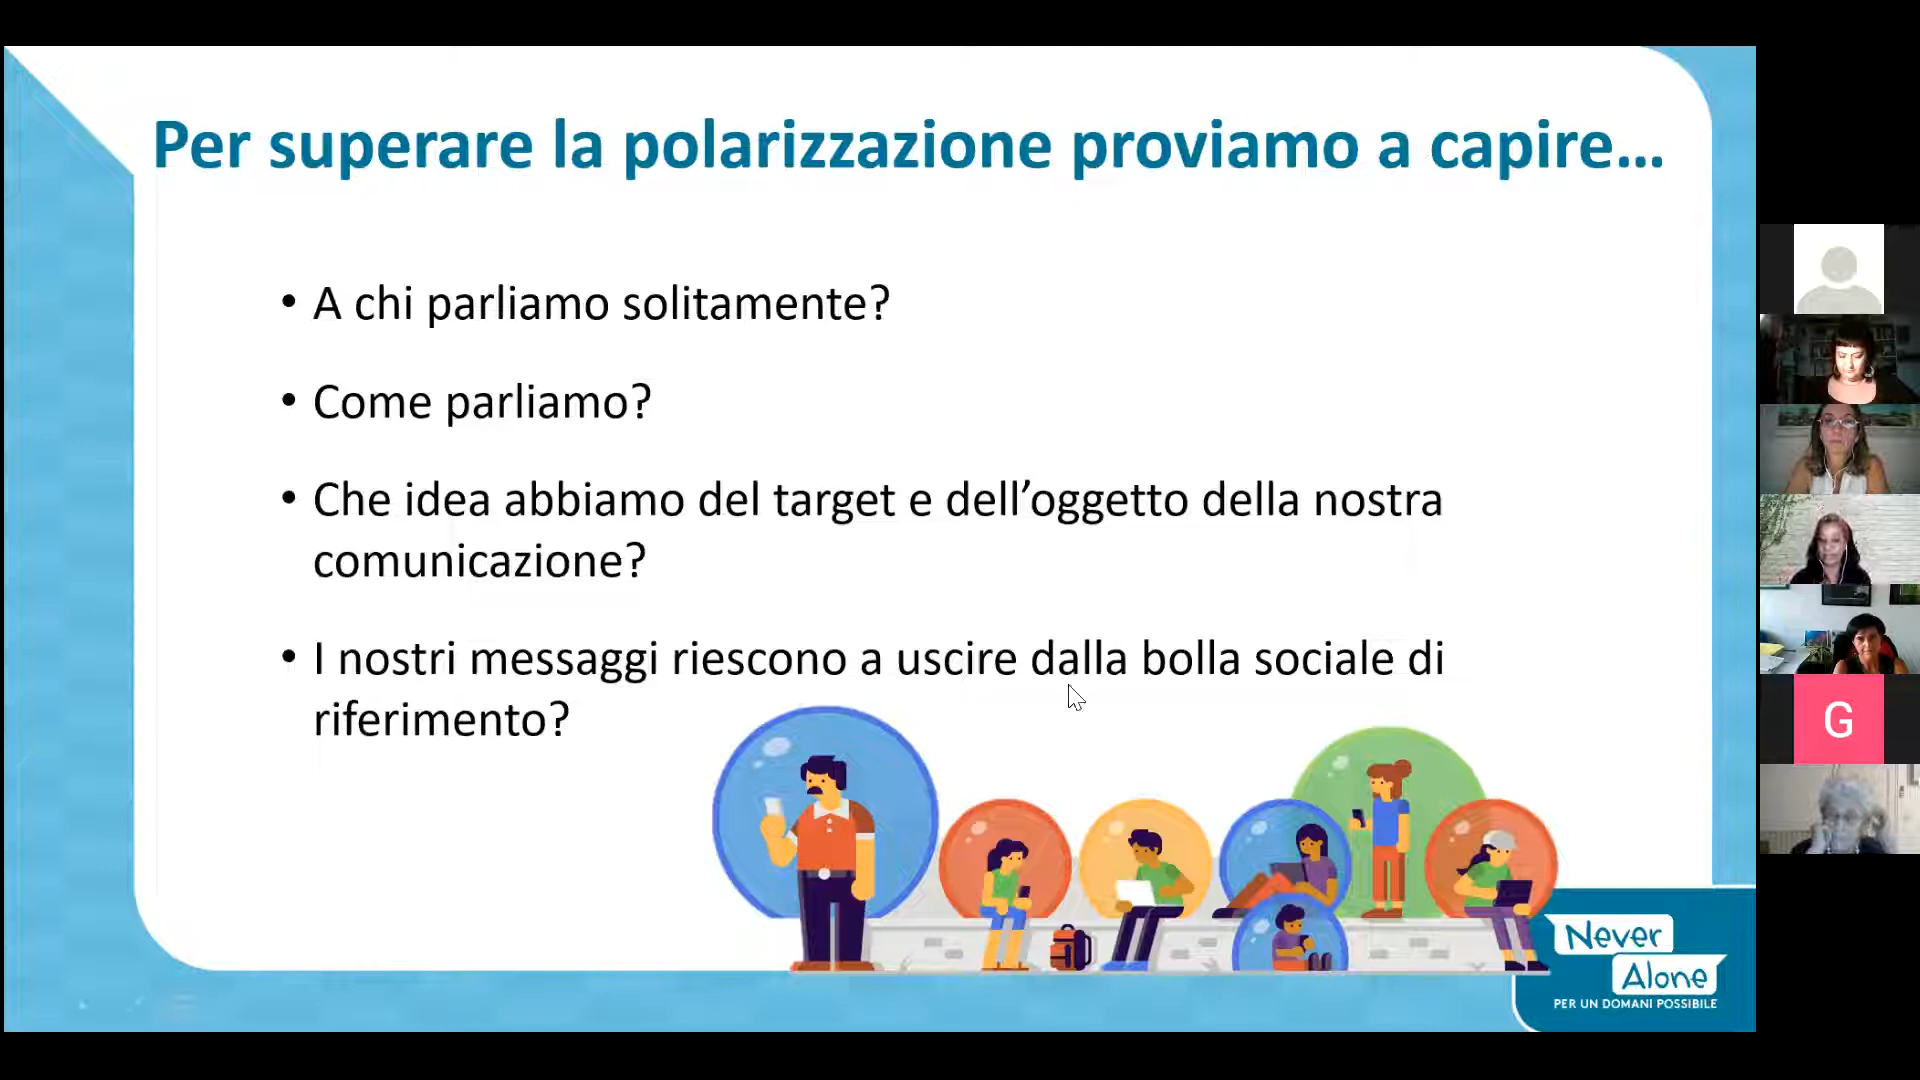 Per superare la polarizzazione proviamo a capire...
• A chi parliamo solitamente?
• Come parliamo?
• Che idea abbiamo del target e dell’oggetto della nostra
comunicazione?
• I nostri messaggi riescono a uscire dalla bolla sociale di
riferimento?
G
Never
Alone
PER UN DOMANI POSSIBILE